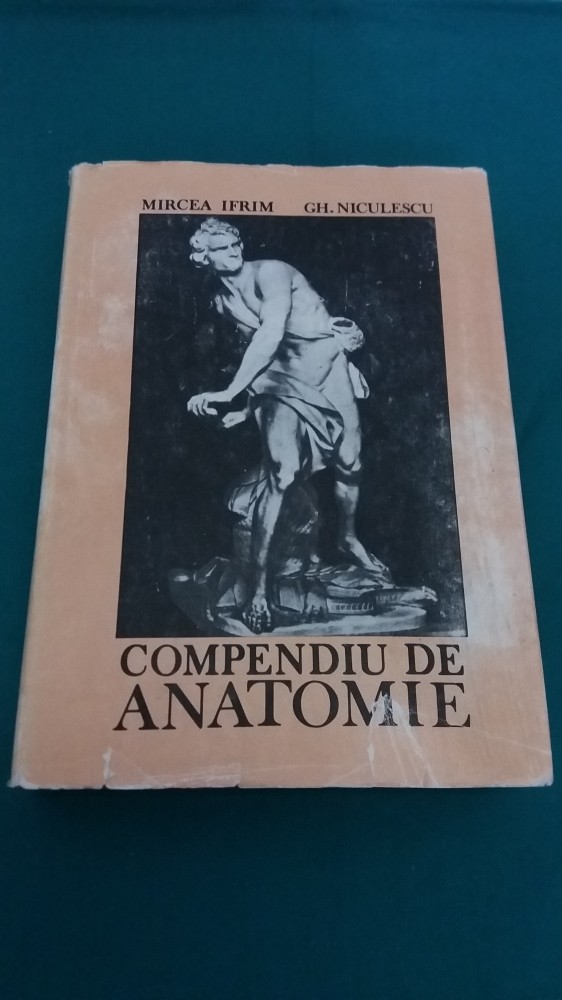 MIRCEA IFRIM GH. NICULESCU
COMPENDIU DE
ANATOMIE